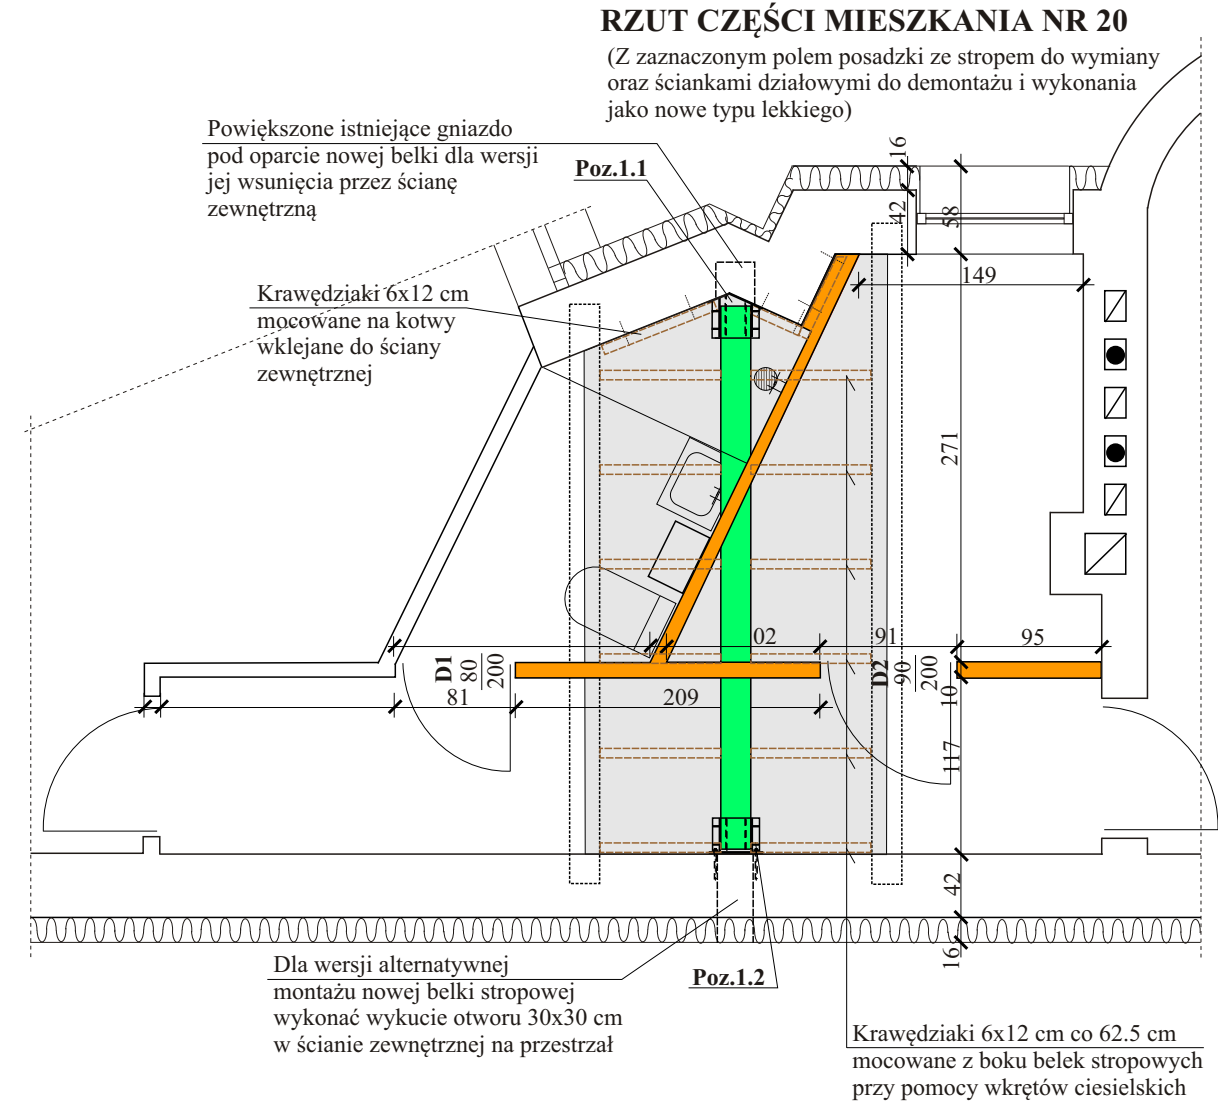 RZUT CZĘŚCI MIESZKANIA NR 20
(Z zaznaczonym polem posadzki ze stropem do wymiany
oraz ściankami działowymi do demontażu i wykonania
jako nowe typu lekkiego)
Powiększone istniejące gniazdo
pod oparcie nowej belki dla wersji
jej wsunięcia przez ścianę
zewnętrzną
Poz.1.1
16
42
58
149
Krawędziaki 6x12 cm
mocowane na kotwy
wklejane do ściany
zewnętrznej
271
02
91
95
D1
80
200
D2
90
200
10
81
209
117
42
16
Dla wersji alternatywnej
montażu nowej belki stropowej
wykonać wykucie otworu 30x30 cm
w ścianie zewnętrznej na przestrzał
Poz.1.2
Krawędziaki 6x12 cm co 62.5 cm
mocowane z boku belek stropowych
przy pomocy wkrętów ciesielskich